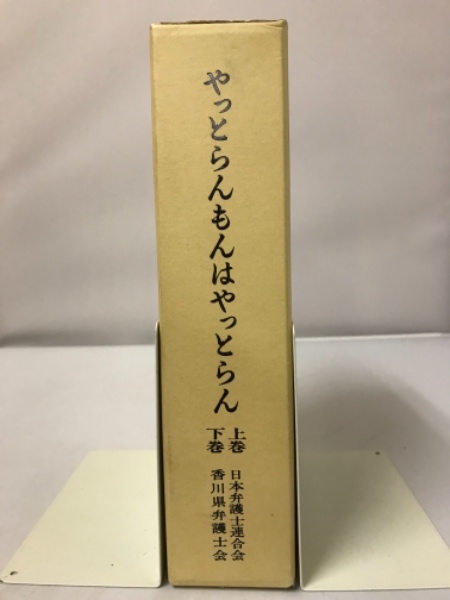 やっとらんもんはやっとらん
上巻
下巻
日本弁護士連合会
香川県弁護士会